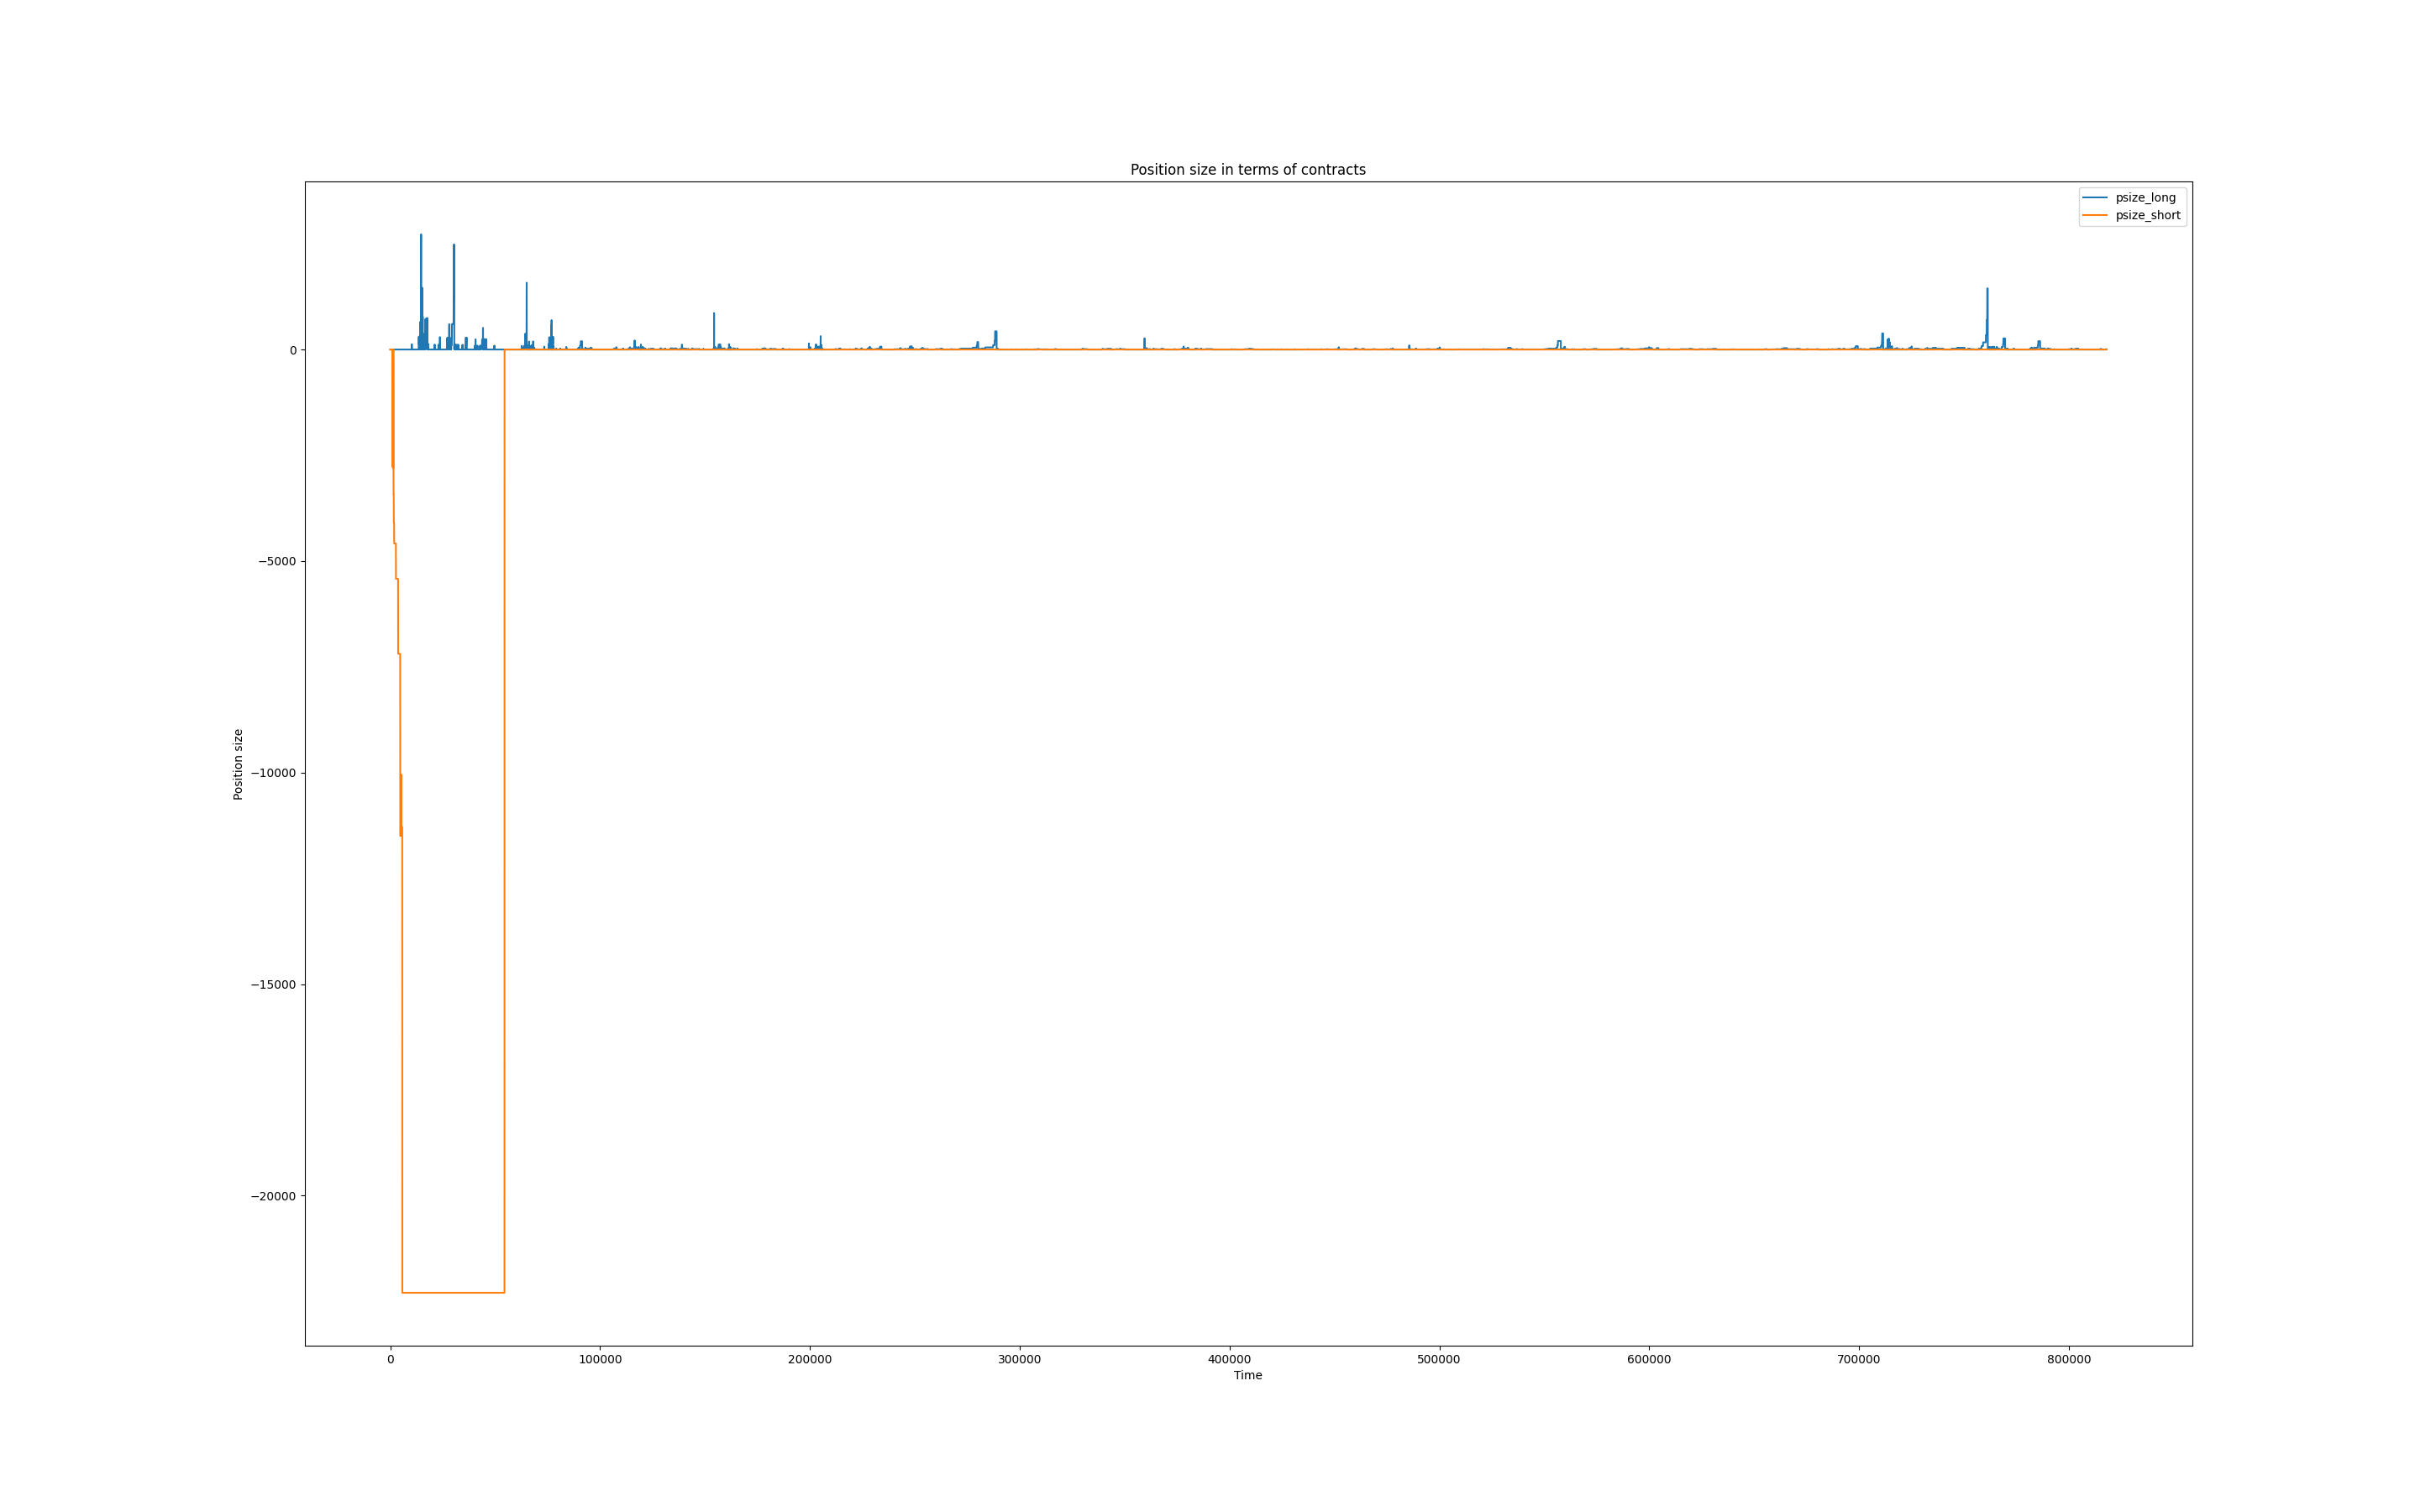 Position size in terms of contracts
psize_long
psize_short
0
−5000
−10000
−15000
−20000
Position size
0
100000
200000
300000
400000
500000
600000
700000
800000
Time